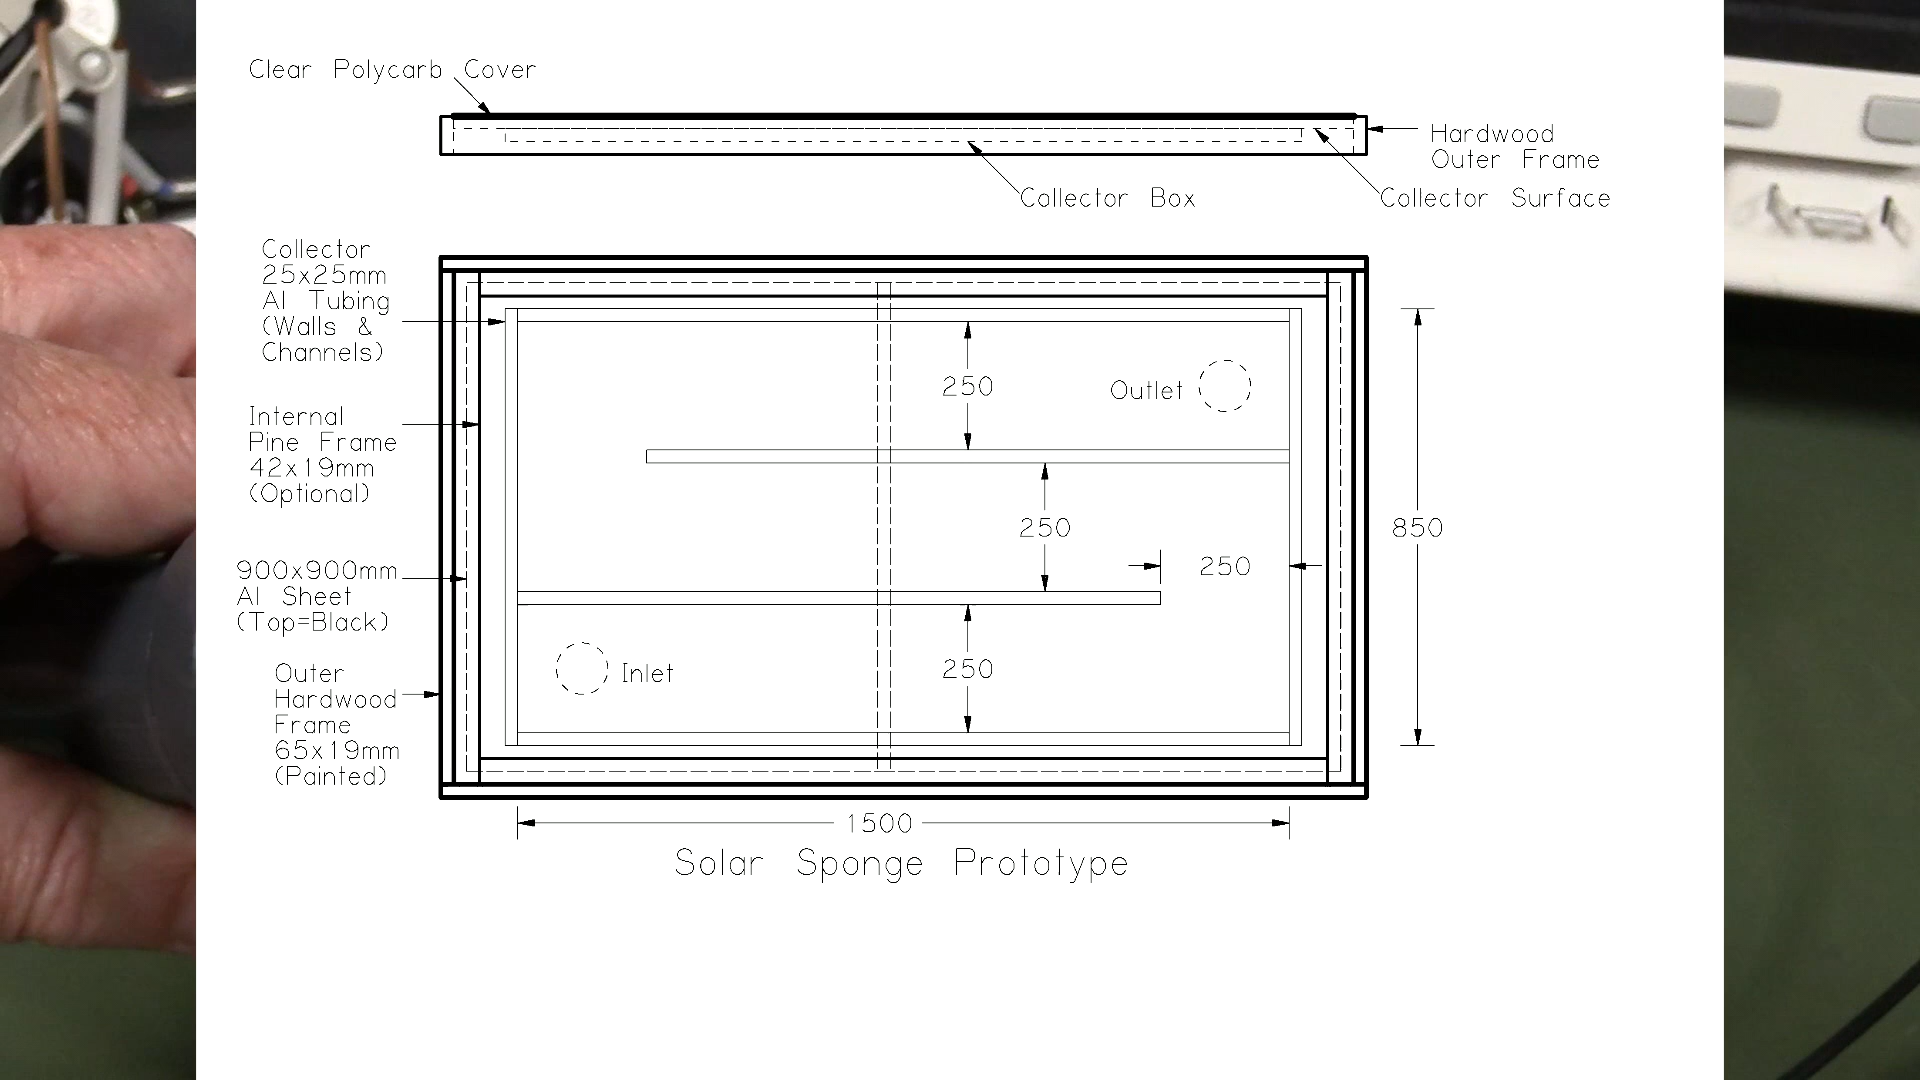 Clear Polycarb Cover
Hardwood
Outer Frame
Collector Box
Collector Surface
Collector
25x25mm
Al Tubing
(Walls &
Channels)
Internal
Pine Frame
42x19mm
(Optional)
900x900mm
Al Sheet
(Top=Black)
Outer
Hardwood
Frame
65x19mm
(Painted)
250
Outlet
250
250
850
Inlet
250
1500
Solar Sponge Prototype